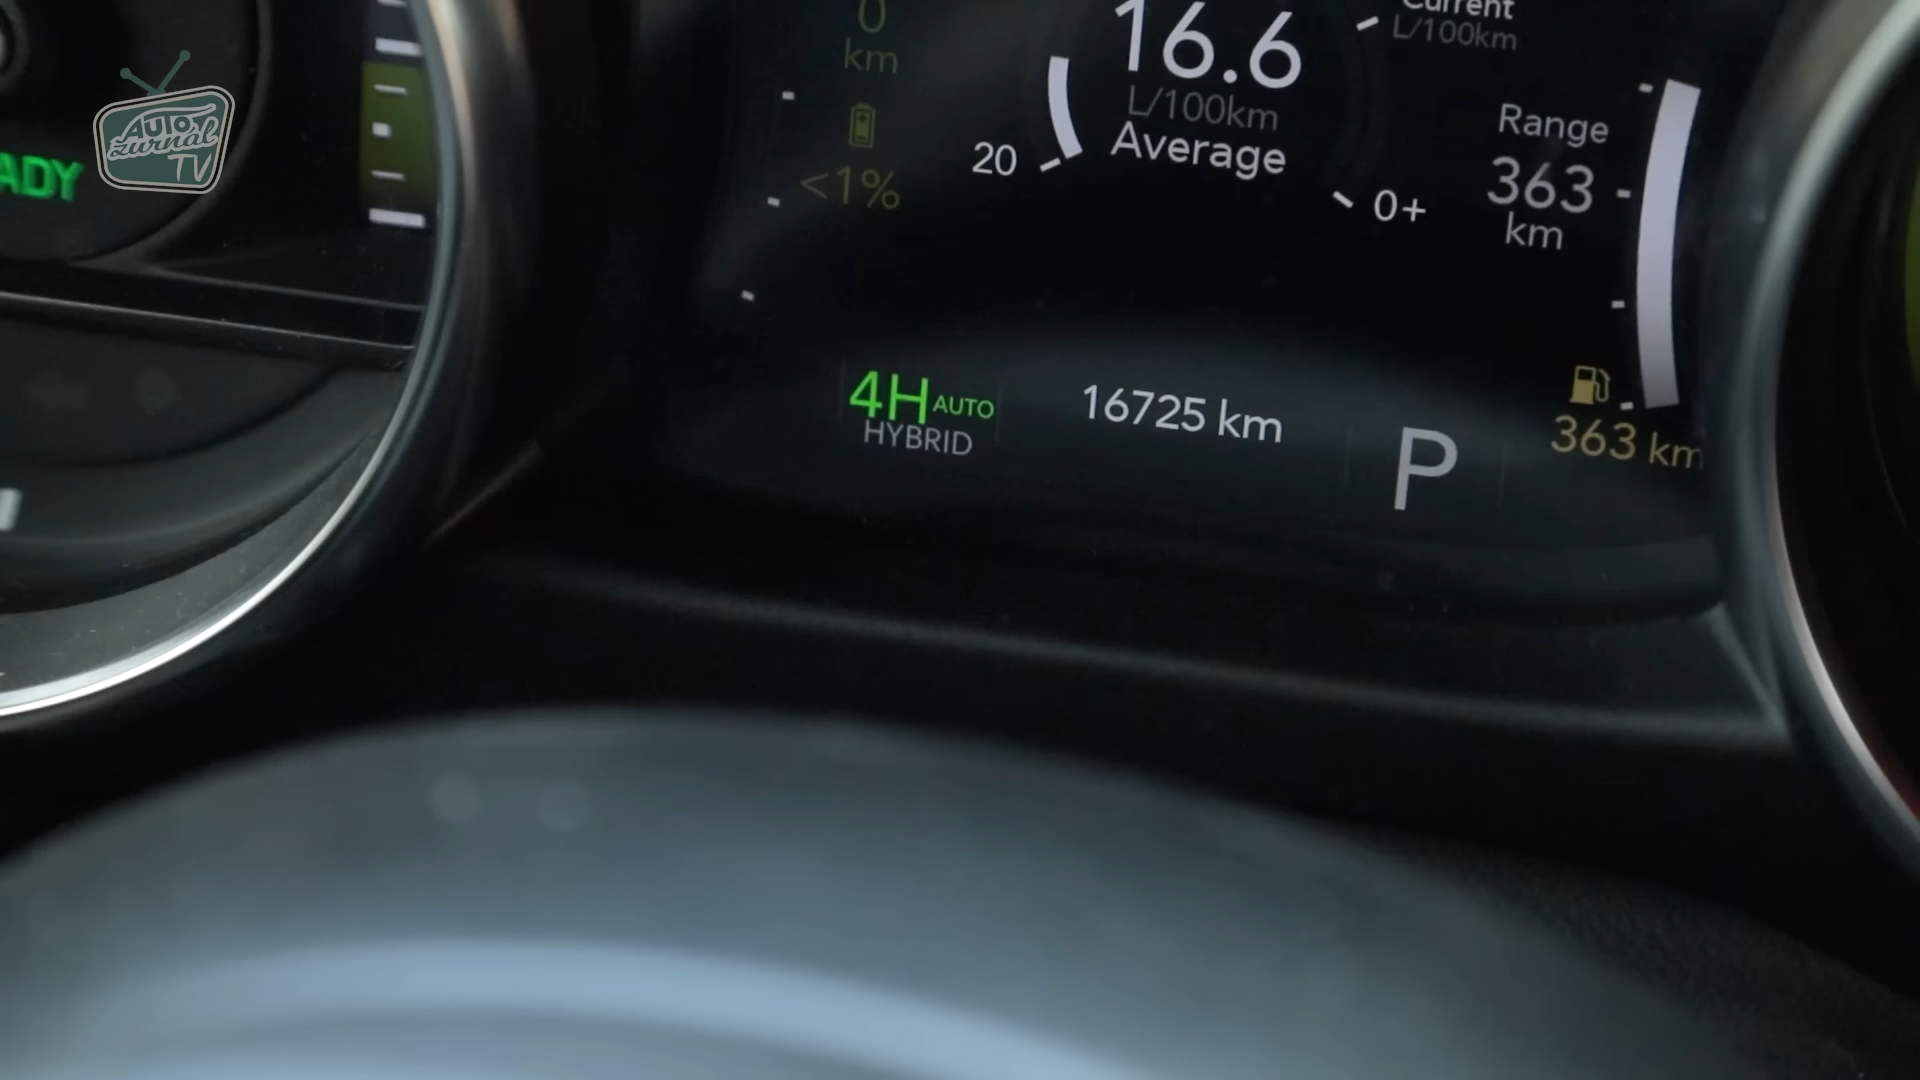 Auto
žurnal
TV
ADY
0
km
<1%
16.6
L/100km
Average
20
Current
L/100km
0+
Range
363
km
4H AUTO
HYBRID
16725 km
P
363 km